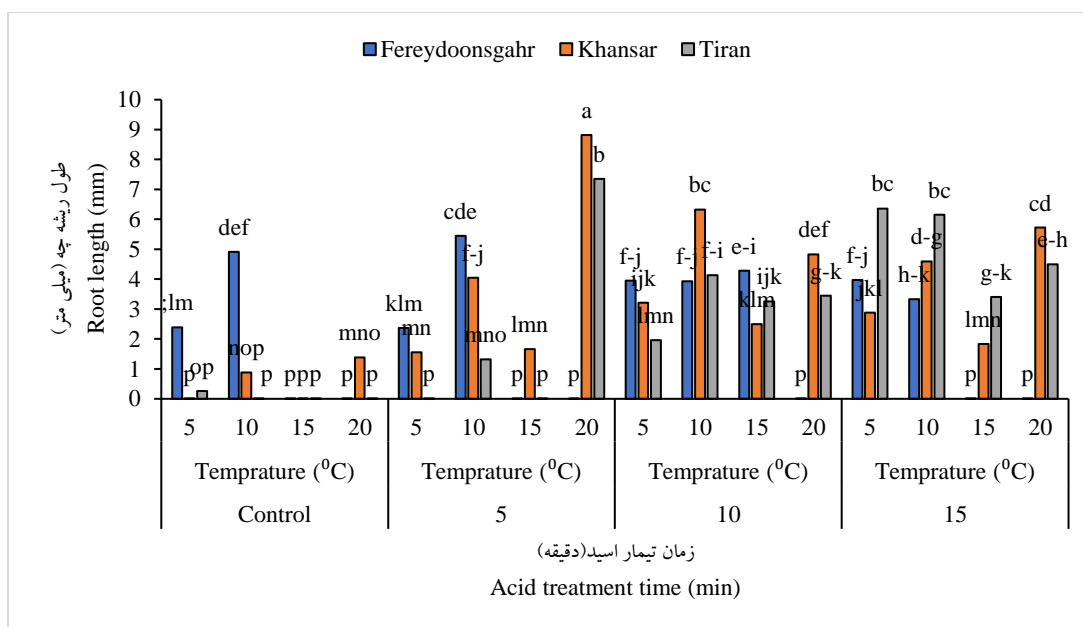 Fereydoonsgahr Khansar Tiran
طول ریشه چه (میلی متر)
Root length (mm)
10
9
8
7
6
5
4
3
2
1
0
;lm p op def nop p p p p p mno p
klm mn p cde f-j mno p lmn p p a b
f-j ijk lmn f-j bc f-i e-i klm ijk p def g-k
f-j jkl bc h-k d-g bc p lmn g-k p cd e-h
5 10 15 20 5 10 15 20 5 10 15 20 5 10 15 20
Temprature (⁰C) Temprature (⁰C) Temprature (⁰C) Temprature (⁰C)
Control 5 10 15
زمان تیمار اسید(دقیقه)
Acid treatment time (min)